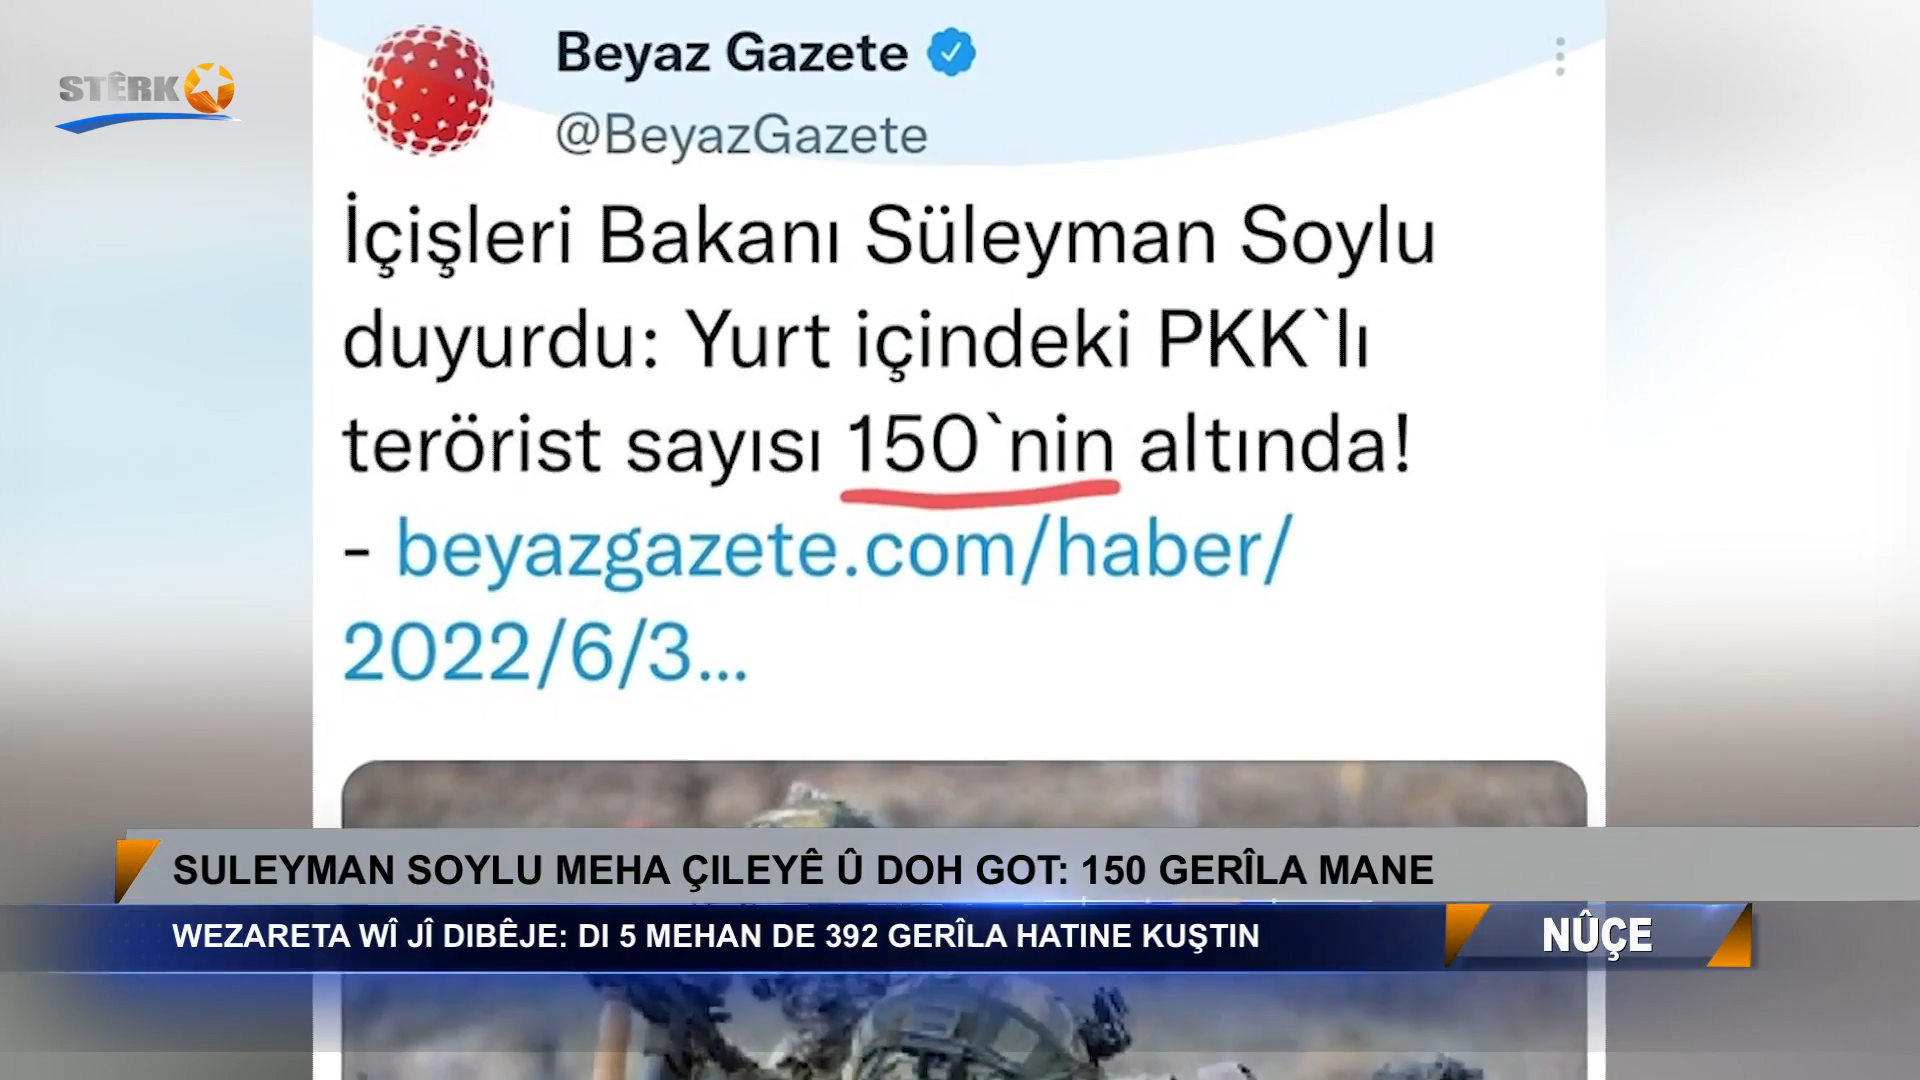 STÊRK
Beyaz Gazete
@BeyazGazete
İçişleri Bakanı Süleyman Soylu
duyurdu: Yurt içindeki PKK`lı
terörist sayısı 150`nin altında!
- beyazgazete.com/haber/
2022/6/3...
SULEYMAN SOYLU MEHA ÇILEYÊ Û DOH GOT: 150 GERÎLA MANE
WEZARETA WÎ JÎ DIBÊJE: DI 5 MEHAN DE 392 GERÎLA HATINE KUŞTIN
NÛÇE